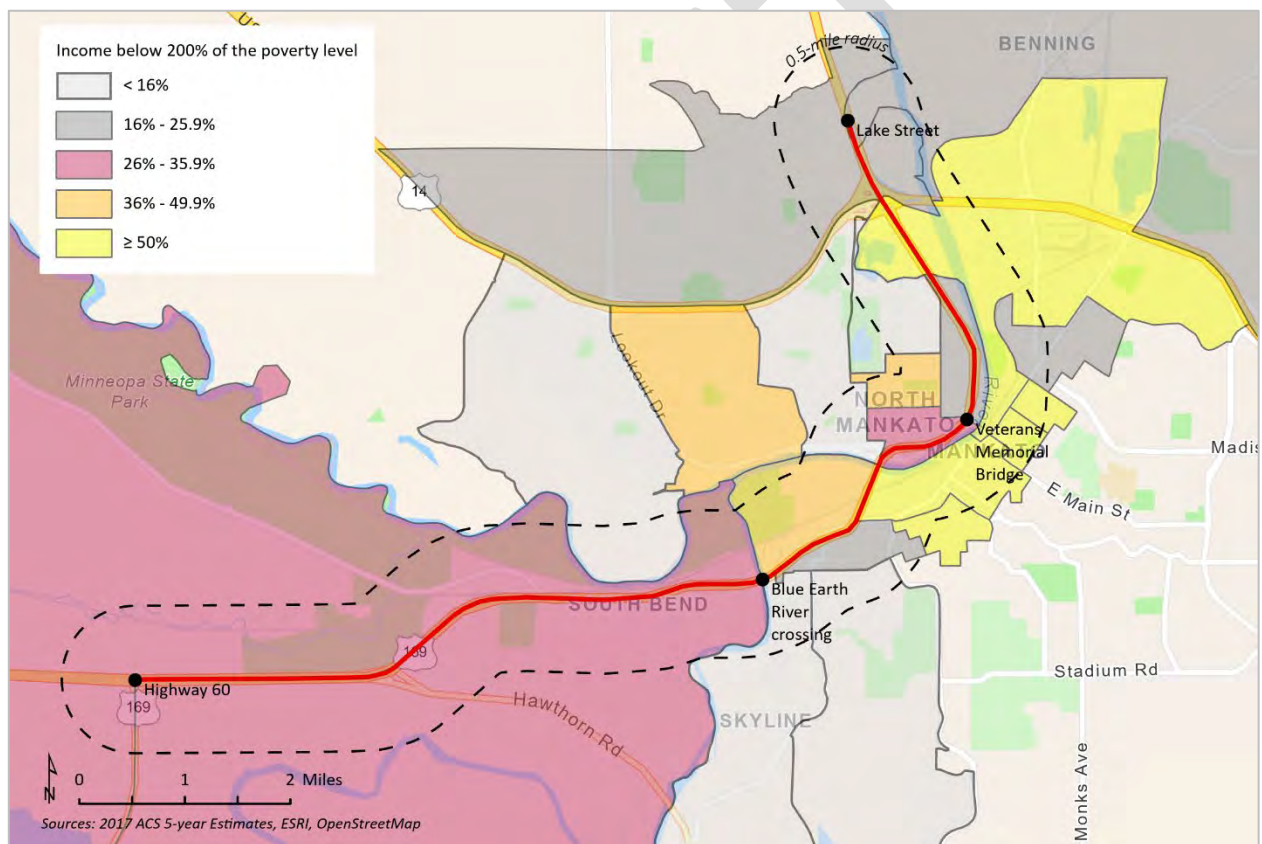 Income below 200% of the poverty level
< 16%
16% - 25.9%
26% - 35.9%
36% - 49.9%
≥ 50%
0.5-mile radius
BENNING
Lake Street
14
Lookout Dr
Minneopa State
Park
NORTH
MANKATO
River
MANKATO
Veterans
Memorial
Bridge
Madis
E Main St
Blue Earth
River
crossing
SOUTH BEND
169
Highway 60
169
Hawthorn Rd
SKYLINE
Stadium Rd
Monks Ave
N
0 1 2 Miles
Sources: 2017 ACS 5-year Estimates, ESRI, OpenStreetMap